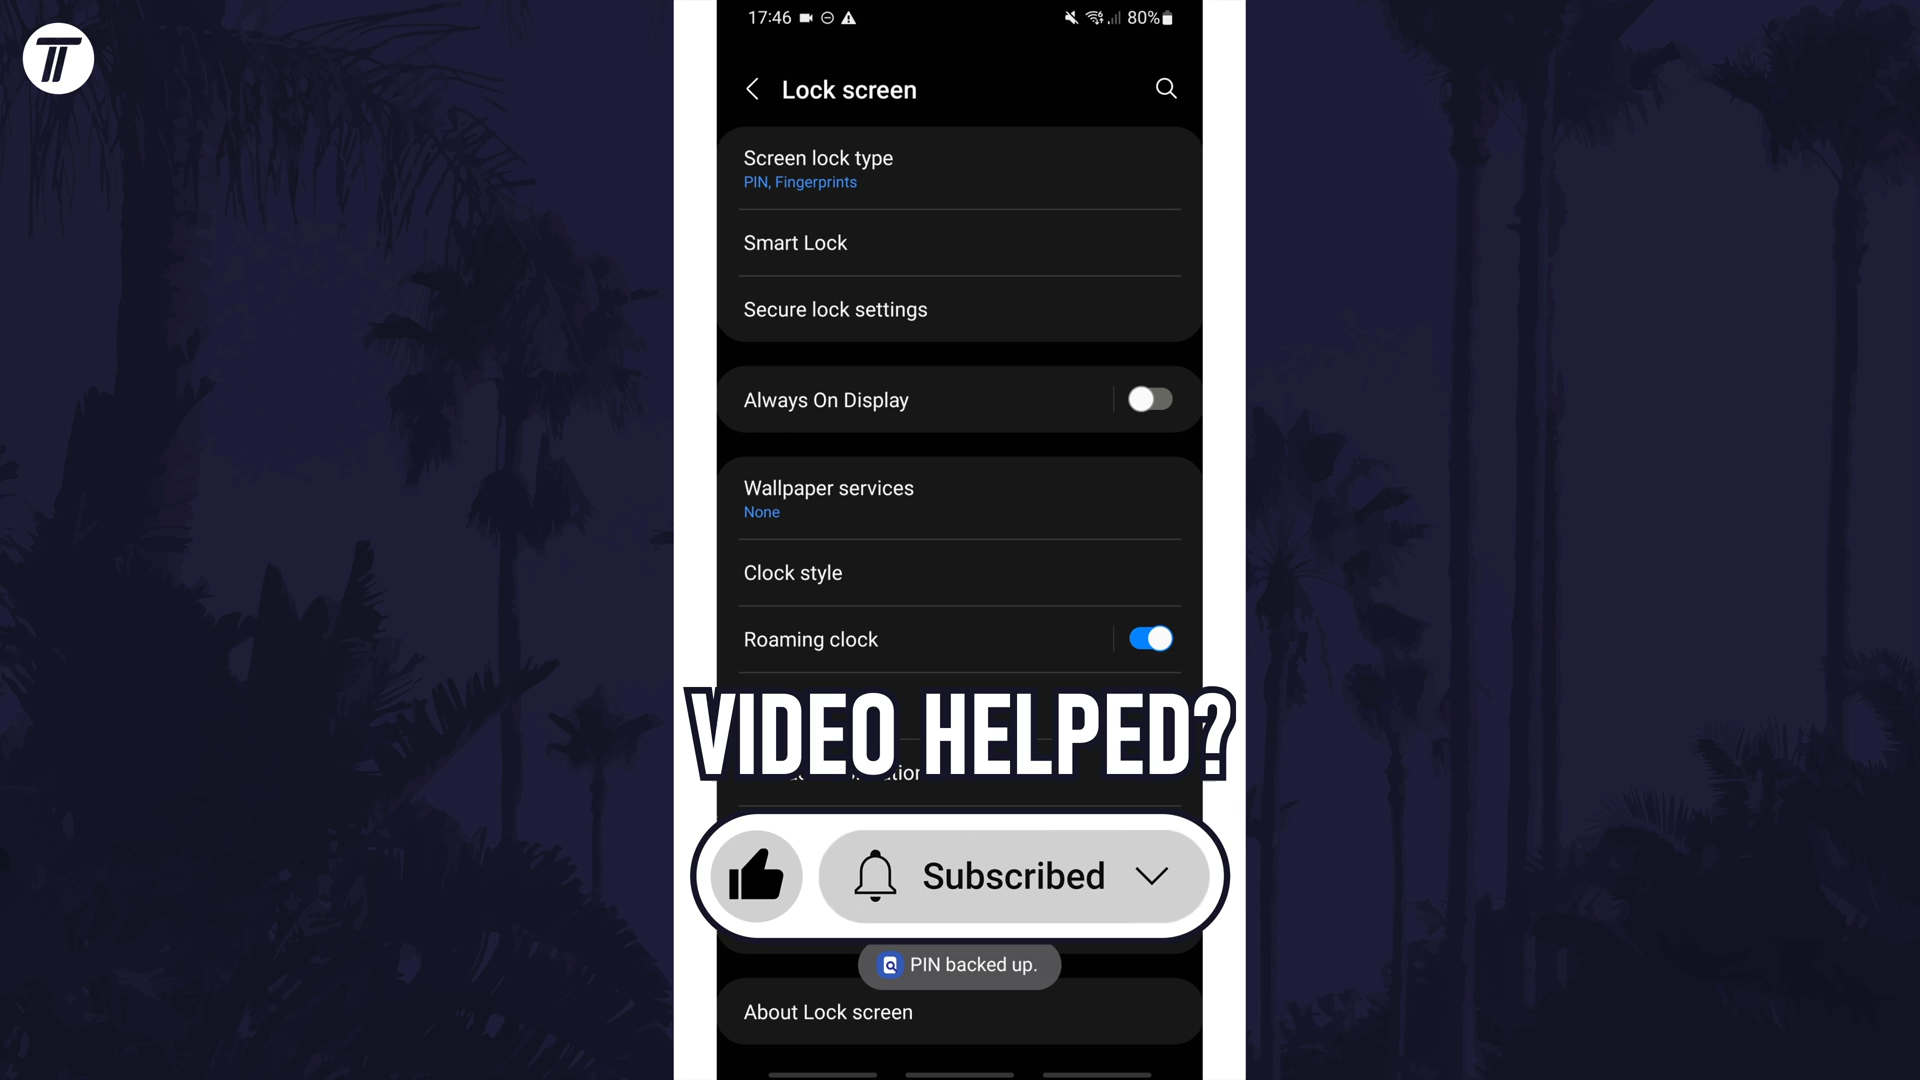 17:46 80%
Lock screen
Screen lock type
PIN, Fingerprints
Smart Lock
Secure lock settings
Always On Display
Wallpaper services
None
Clock style
Roaming clock
VIDEO HELPED?
Subscribed
PIN backed up.
About Lock screen